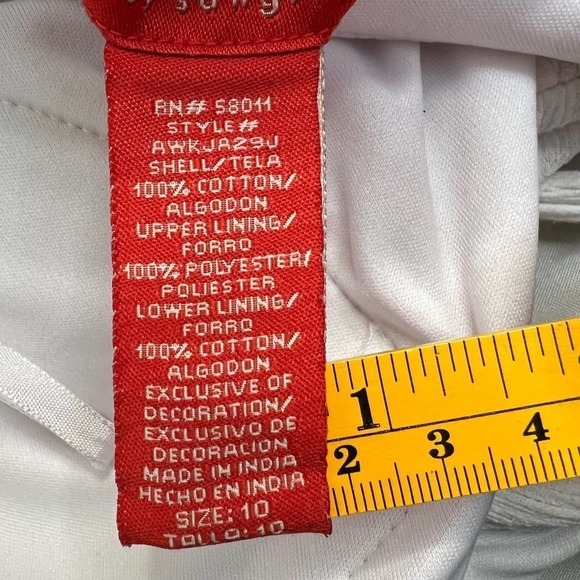 RN# 58011
STYLE#
AWKJA29J
SHELL/TELA
100% COTTON/
ALGODON
UPPER LINING/
FORRO
100% POLYESTER/
POLIESTER
LOWER LINING/
FORRO
100% COTTON/
ALGODON
EXCLUSIVE OF
DECORATION/
EXCLUSIVO DE
DECORACION
MADE IN INDIA
HECHO EN INDIA
SIZE: 10
TALLA: 10
1
2 3 4